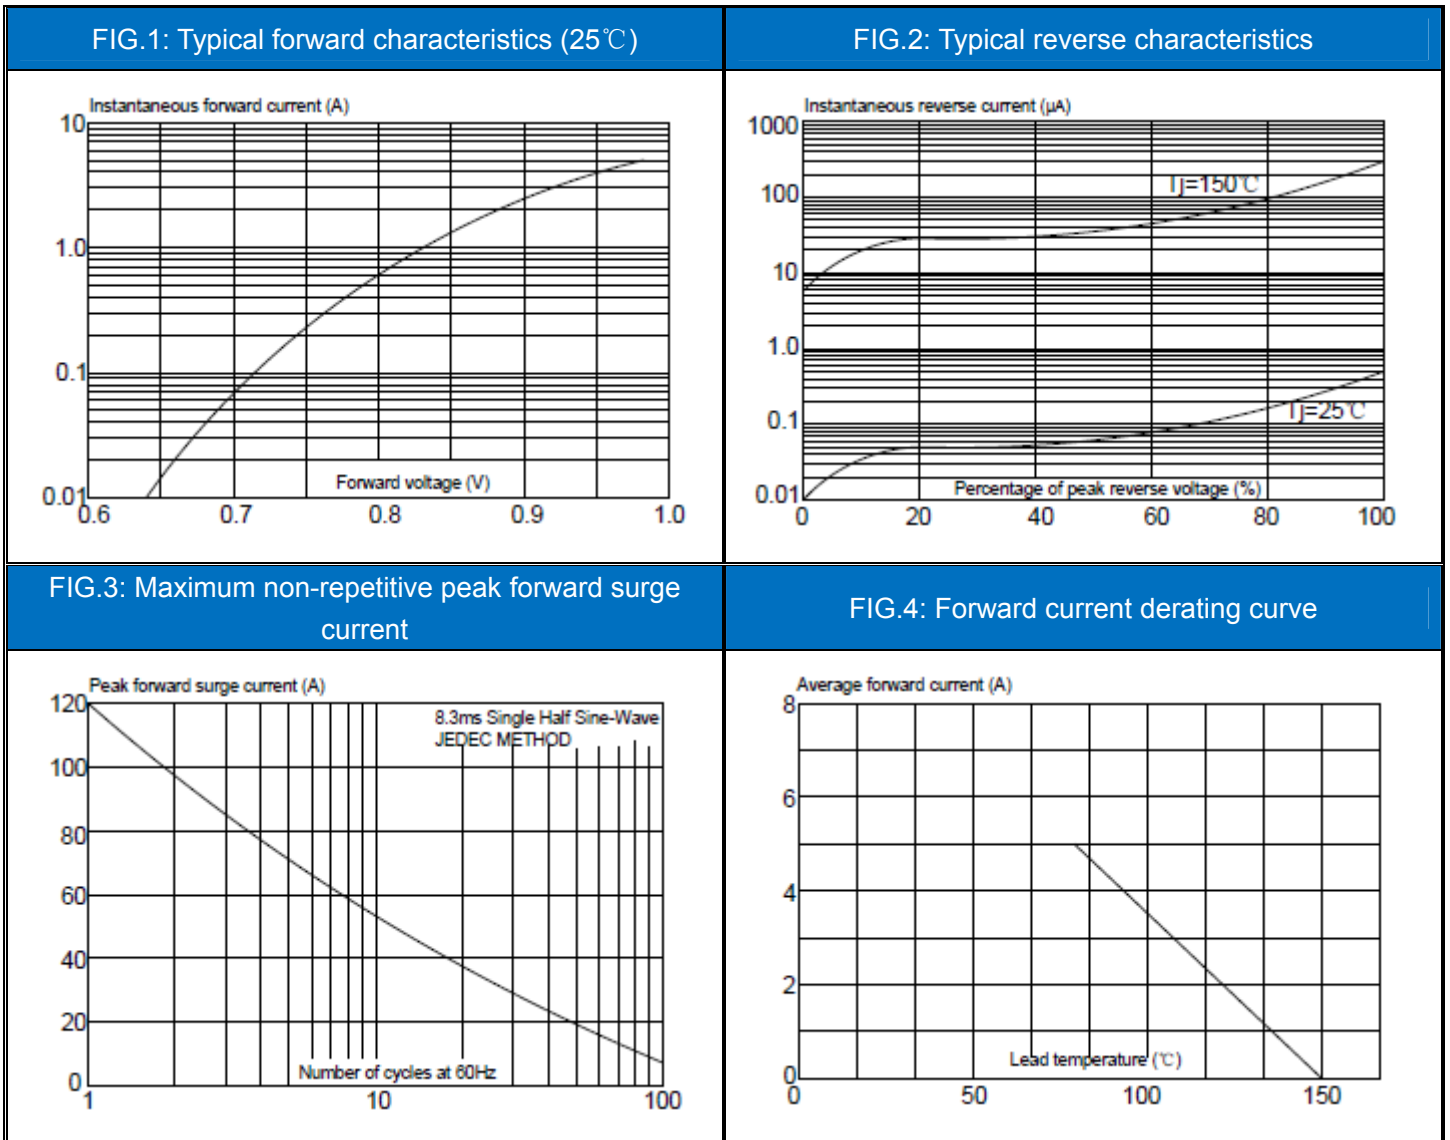 FIG.1: Typical forward characteristics (25℃)
Instantaneous forward current (A)
10
1.0
0.1
0.01
Forward voltage (V)
0.6 0.7 0.8 0.9 1.0
FIG.2: Typical reverse characteristics
Instantaneous reverse current (μA)
1000
Tj=150℃
100
10
1.0
Tj=25℃
0.1
0.01
Percentage of peak reverse voltage (%)
0 20 40 60 80 100
FIG.3: Maximum non-repetitive peak forward surge
current
Peak forward surge current (A)
120
8.3ms Single Half Sine-Wave
JEDEC METHOD
100
80
60
40
20
Number of cycles at 60Hz
0
1 10 100
FIG.4: Forward current derating curve
Average forward current (A)
8
6
4
2
Lead temperature (℃)
0
0 50 100 150